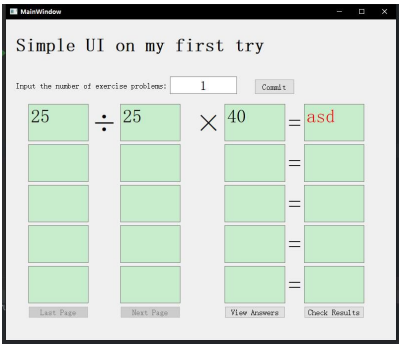 MainWindow
Simple UI on my first try
Input the number of exercise problems: 1 Commit
25 ÷ 25 × 40 = asd
=
=
=
=
Last Page Next Page View Answers Check Results